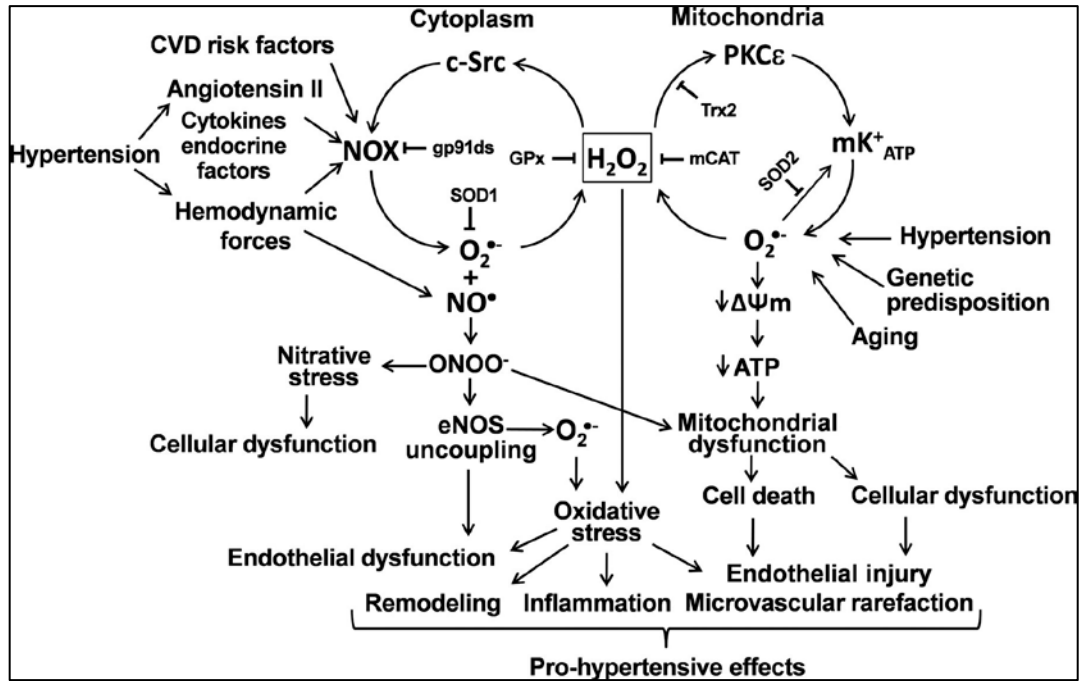 Cytoplasm
Mitochondria
CVD risk factors
c-Src
PKCε
Angiotensin II
Trx2
Cytokines
endocrine
factors
Hypertension
NOX
gp91ds
GPx
H₂O₂
mCAT
mK⁺ATP
SOD2
SOD1
Hemodynamic
forces
O₂•-
O₂•-
Hypertension
+
Genetic
predisposition
NO•
↓ΔΨm
Aging
Nitrative
stress
ONOO-
↓ATP
Cellular dysfunction
eNOS
uncoupling
O₂•-
Mitochondrial
dysfunction
Cell death
Cellular dysfunction
Oxidative
stress
Endothelial dysfunction
Endothelial injury
Remodeling
Inflammation
Microvascular rarefaction
Pro-hypertensive effects